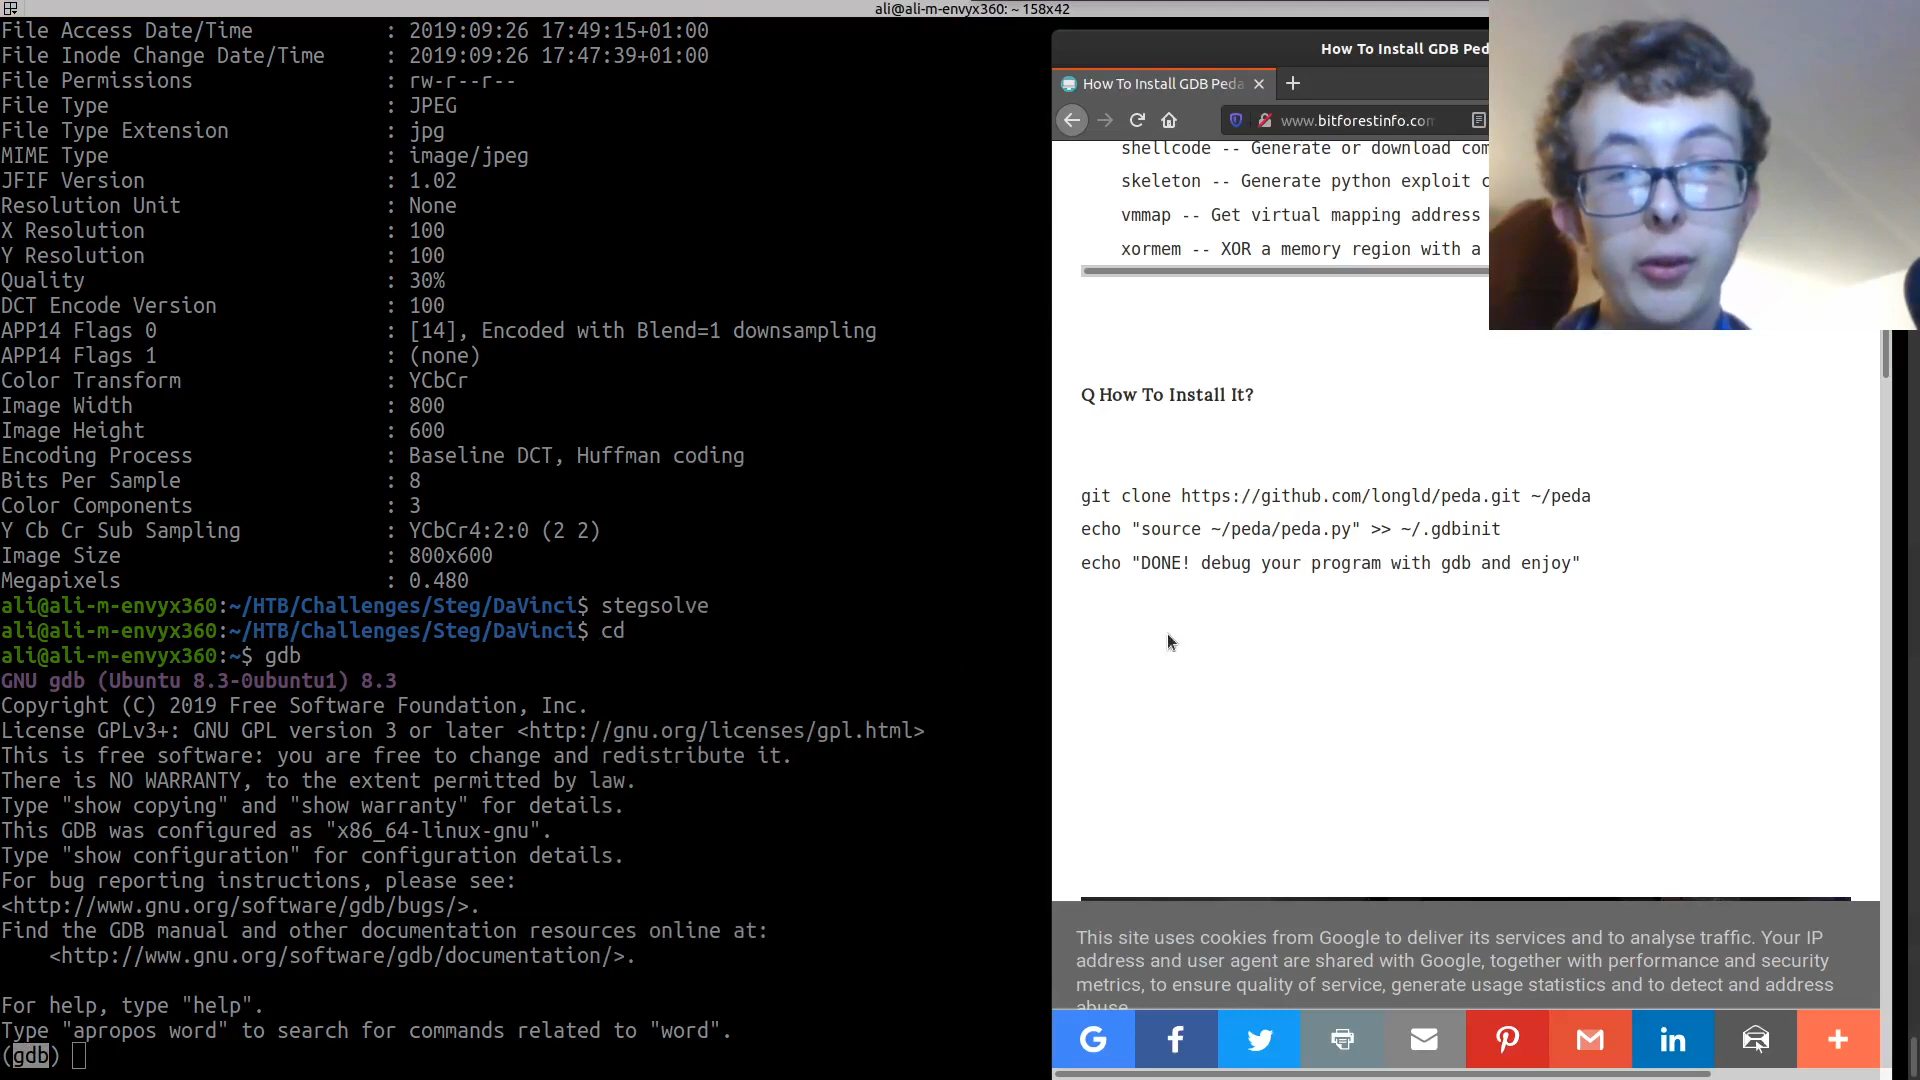 ali@ali-m-envyx360: ~ 158x42
File Access Date/Time : 2019:09:26 17:49:15+01:00
File Inode Change Date/Time : 2019:09:26 17:47:39+01:00
File Permissions : rw-r--r--
File Type : JPEG
File Type Extension : jpg
MIME Type : image/jpeg
JFIF Version : 1.02
Resolution Unit : None
X Resolution : 100
Y Resolution : 100
Quality : 30%
DCT Encode Version : 100
APP14 Flags 0 : [14], Encoded with Blend=1 downsampling
APP14 Flags 1 : (none)
Color Transform : YCbCr
Image Width : 800
Image Height : 600
Encoding Process : Baseline DCT, Huffman coding
Bits Per Sample : 8
Color Components : 3
Y Cb Cr Sub Sampling : YCbCr4:2:0 (2 2)
Image Size : 800x600
Megapixels : 0.480
ali@ali-m-envyx360:~/HTB/Challenges/Steg/DaVinci$ stegsolve
ali@ali-m-envyx360:~/HTB/Challenges/Steg/DaVinci$ cd
ali@ali-m-envyx360:~$ gdb
GNU gdb (Ubuntu 8.3-0ubuntu1) 8.3
Copyright (C) 2019 Free Software Foundation, Inc.
License GPLv3+: GNU GPL version 3 or later <http://gnu.org/licenses/gpl.html>
This is free software: you are free to change and redistribute it.
There is NO WARRANTY, to the extent permitted by law.
Type "show copying" and "show warranty" for details.
This GDB was configured as "x86_64-linux-gnu".
Type "show configuration" for configuration details.
For bug reporting instructions, please see:
<http://www.gnu.org/software/gdb/bugs/>.
Find the GDB manual and other documentation resources online at:
<http://www.gnu.org/software/gdb/documentation/>.
For help, type "help".
Type "apropos word" to search for commands related to "word".
(gdb)
How To Install GDB Ped
How To Install GDB Peda
www.bitforestinfo.com
shellcode -- Generate or download com
skeleton -- Generate python exploit c
vmmap -- Get virtual mapping address
xormem -- XOR a memory region with a
Q How To Install It?
git clone https://github.com/longld/peda.git ~/peda
echo "source ~/peda/peda.py" >> ~/.gdbinit
echo "DONE! debug your program with gdb and enjoy"
This site uses cookies from Google to deliver its services and to analyse traffic. Your IP
address and user agent are shared with Google, together with performance and security
metrics, to ensure quality of service, generate usage statistics and to detect and address
abuse.